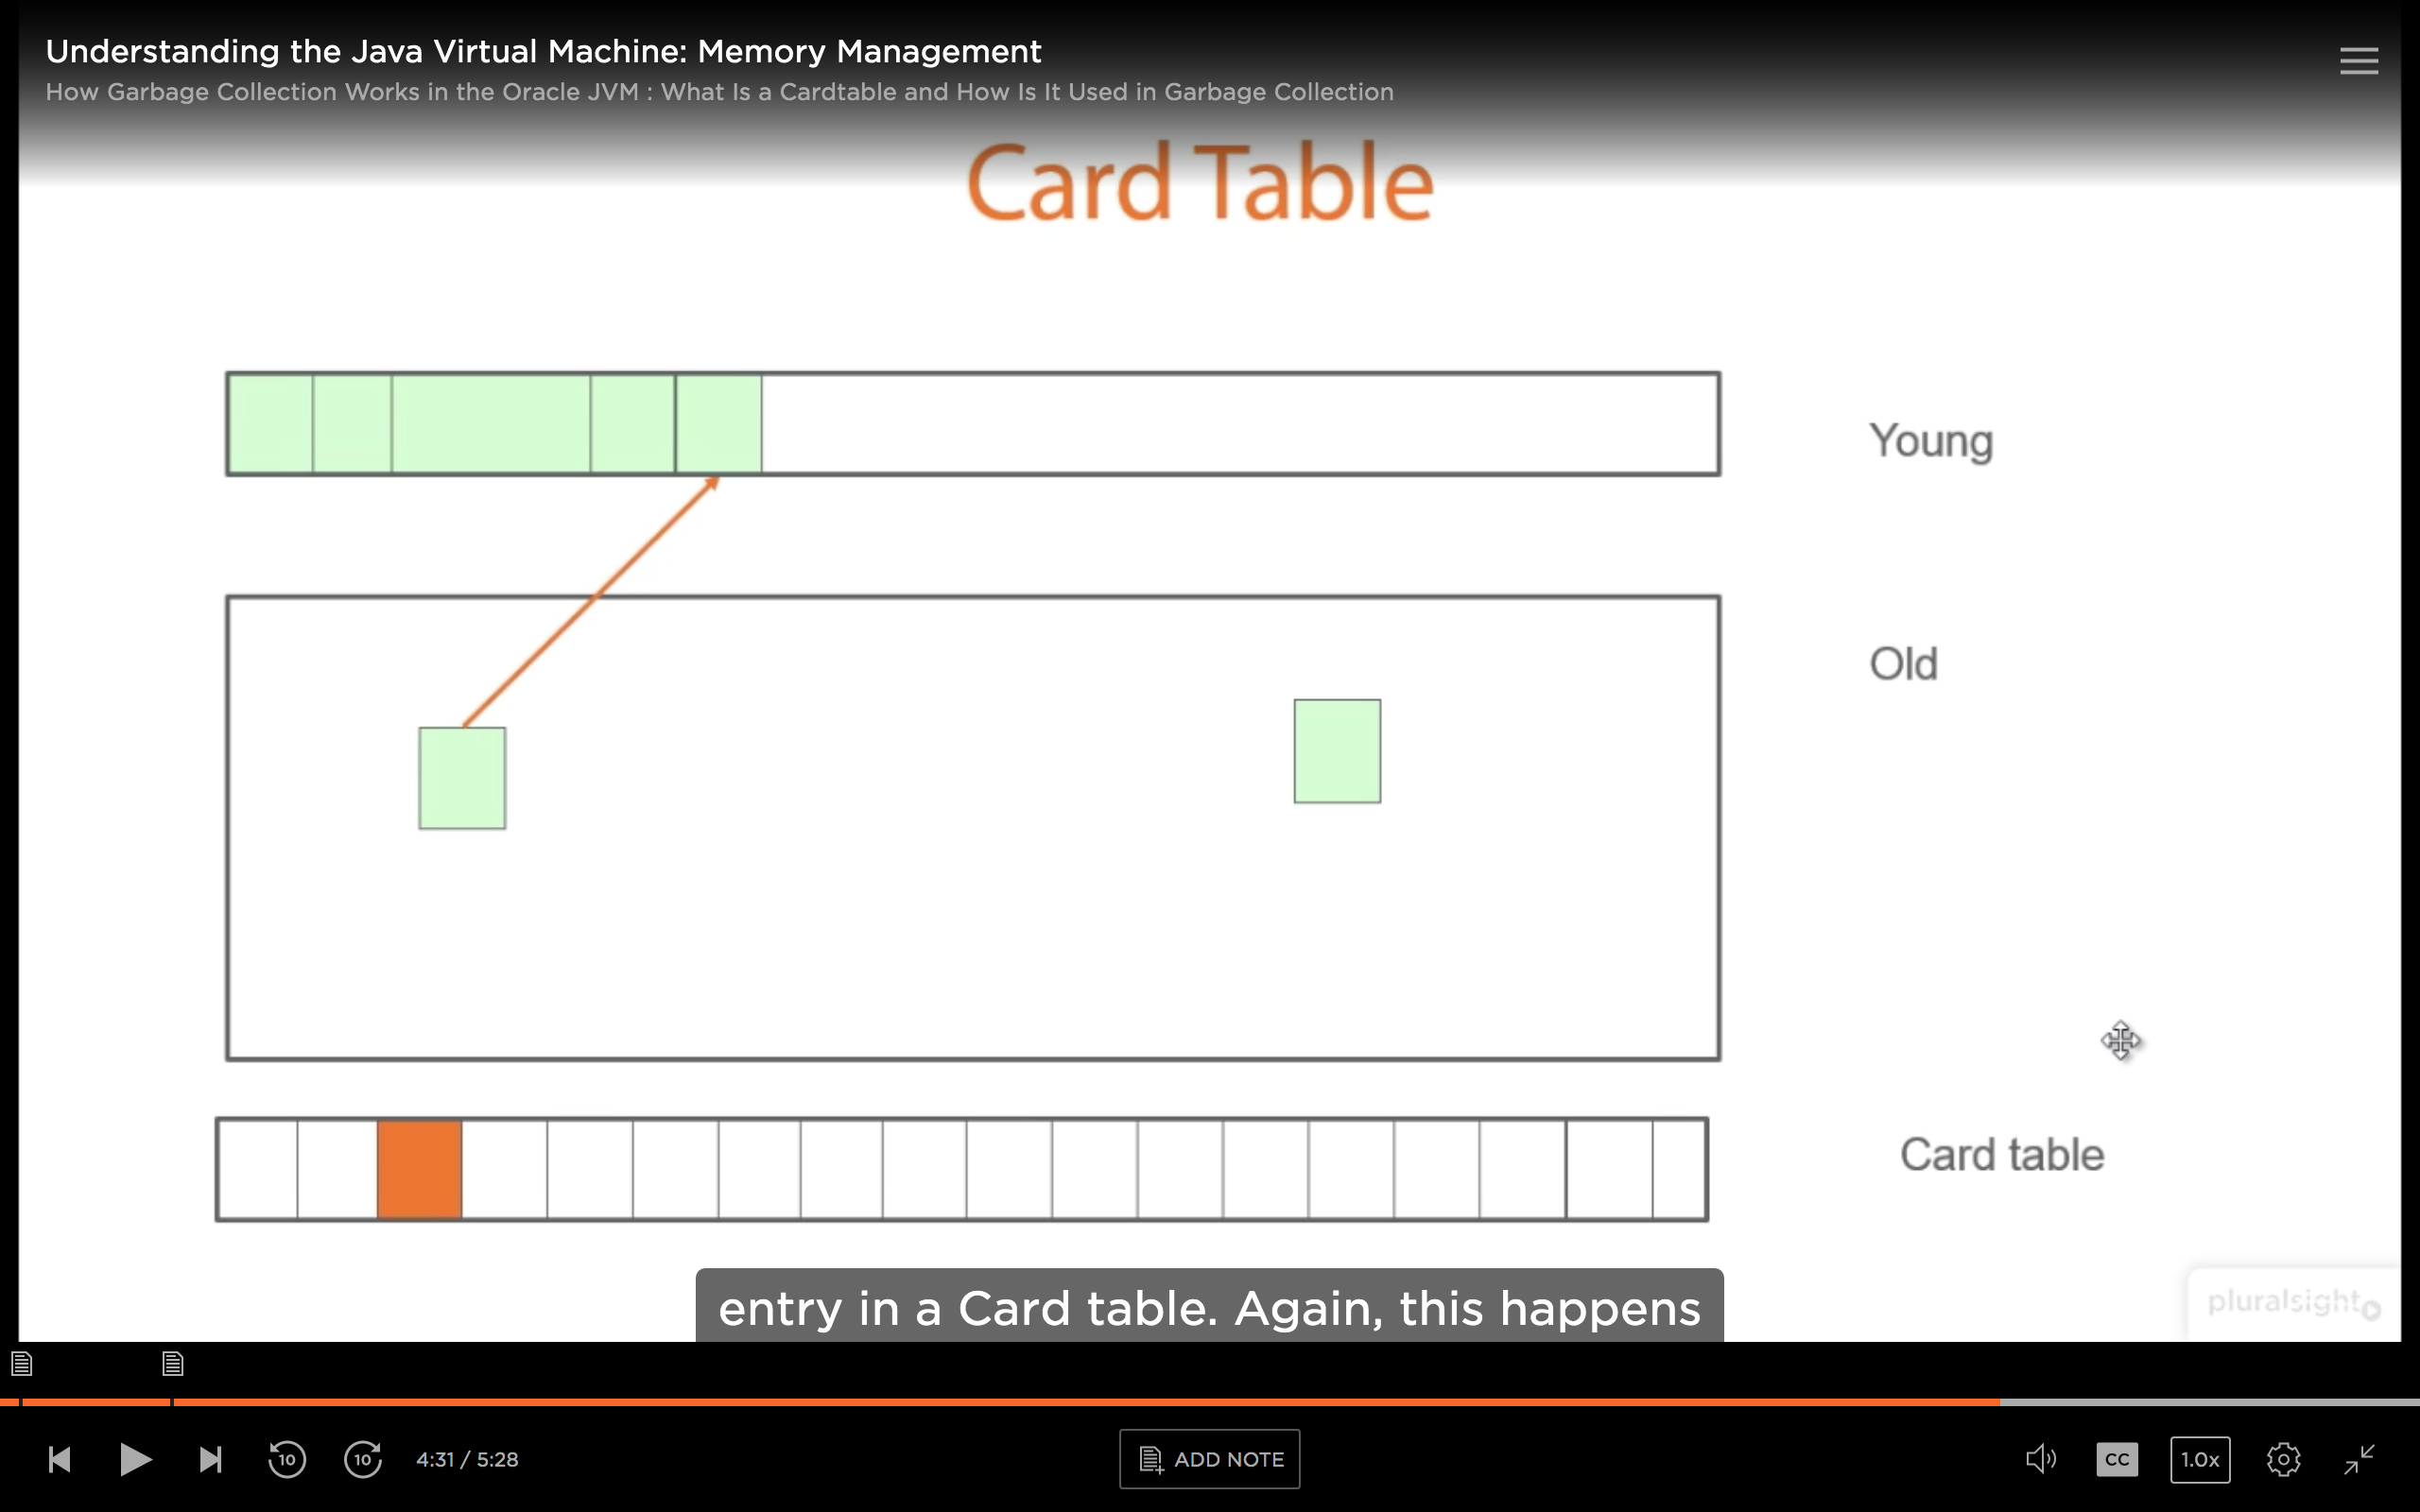 Understanding the Java Virtual Machine: Memory Management
How Garbage Collection Works in the Oracle JVM : What Is a Cardtable and How Is It Used in Garbage Collection
Card Table
Young
Old
Card table
entry in a Card table. Again, this happens
pluralsight
10
10
4:31 / 5:28
ADD NOTE
CC
1.0x